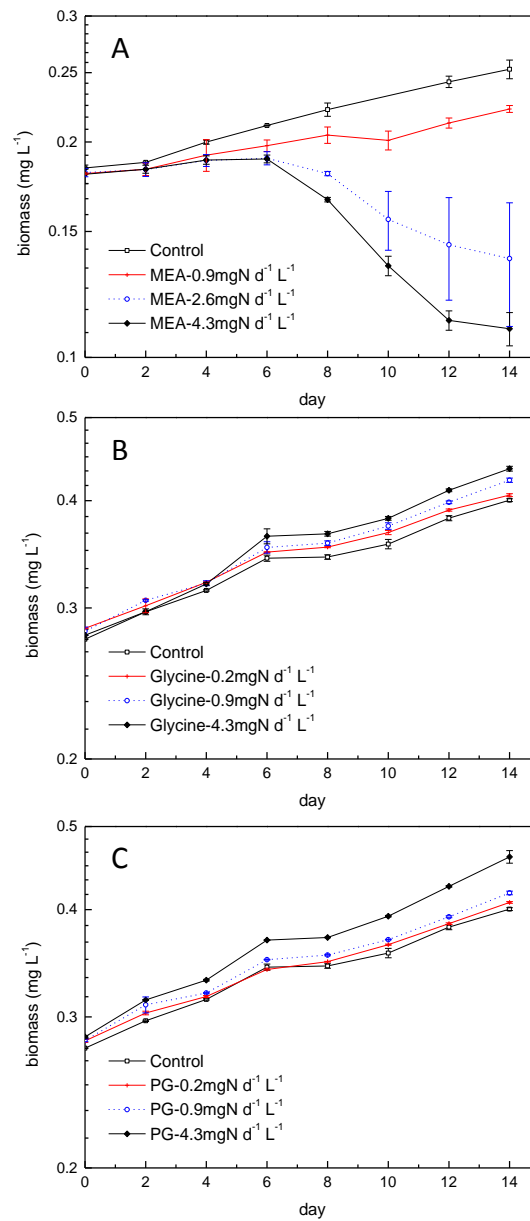 0.3
A
0.25
0.2
biomass (mg L⁻¹)
0.15
Control
MEA-0.9mgN d⁻¹ L⁻¹
MEA-2.6mgN d⁻¹ L⁻¹
MEA-4.3mgN d⁻¹ L⁻¹
0.1
0 2 4 6 8 10 12 14
day
0.5
B
0.4
biomass (mg L⁻¹)
0.3
Control
Glycine-0.2mgN d⁻¹ L⁻¹
Glycine-0.9mgN d⁻¹ L⁻¹
Glycine-4.3mgN d⁻¹ L⁻¹
0.2
0 2 4 6 8 10 12 14
day
0.5
C
0.4
biomass (mg L⁻¹)
0.3
Control
PG-0.2mgN d⁻¹ L⁻¹
PG-0.9mgN d⁻¹ L⁻¹
PG-4.3mgN d⁻¹ L⁻¹
0.2
0 2 4 6 8 10 12 14
day